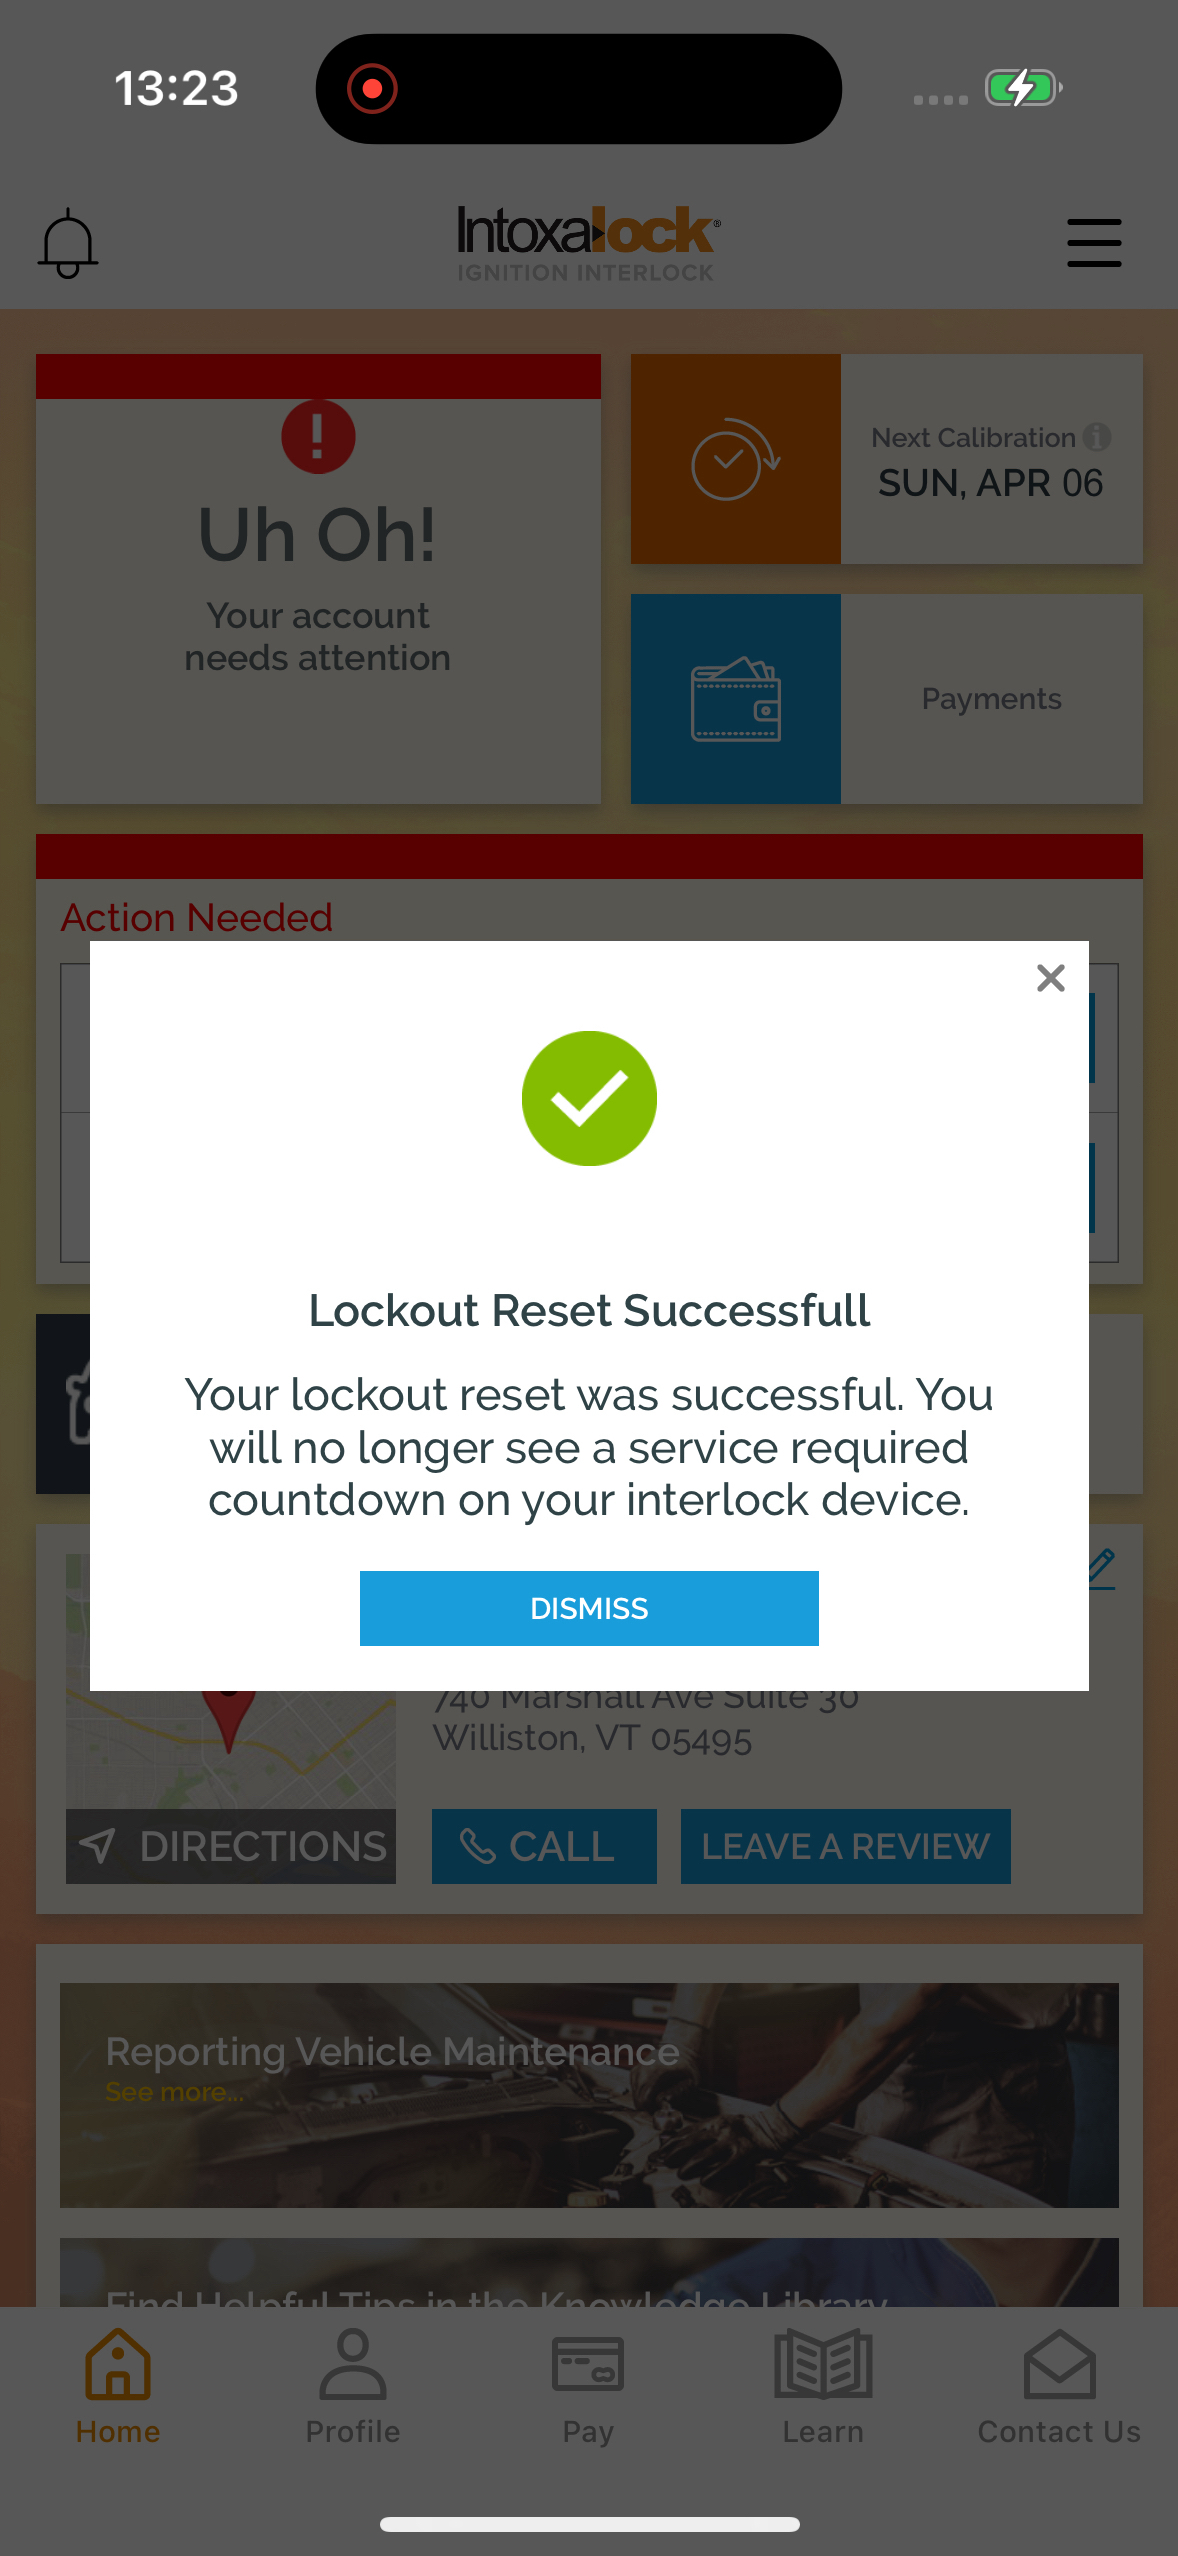 13:23
Intoxalock®
IGNITION INTERLOCK
Uh Oh!
Your account
needs attention
Next Calibration
SUN, APR 06
Payments
Action Needed
Lockout Reset Successfull
Your lockout reset was successful. You
will no longer see a service required
countdown on your interlock device.
DISMISS
740 Marshall Ave Suite 30
Williston, VT 05495
DIRECTIONS
CALL
LEAVE A REVIEW
Reporting Vehicle Maintenance
See more...
Find Helpful Tips in the Knowledge Library
Home
Profile
Pay
Learn
Contact Us